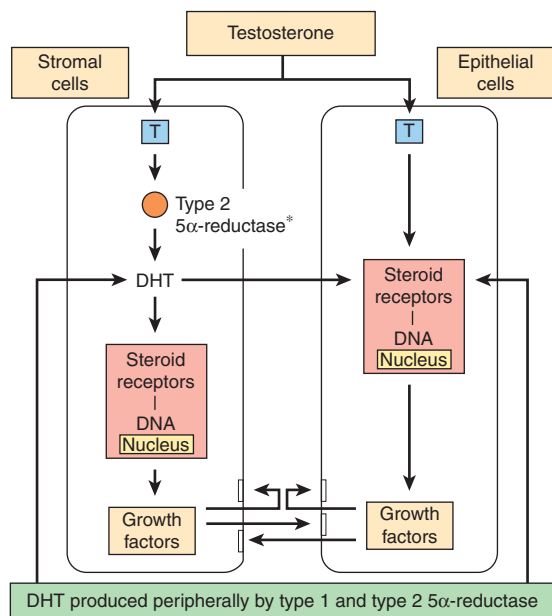 Testosterone
Stromal
cells
Epithelial
cells
T
T
Type 2
5α-reductase*
DHT
Steroid
receptors
DNA
Nucleus
Steroid
receptors
DNA
Nucleus
Growth
factors
Growth
factors
DHT produced peripherally by type 1 and type 2 5α-reductase